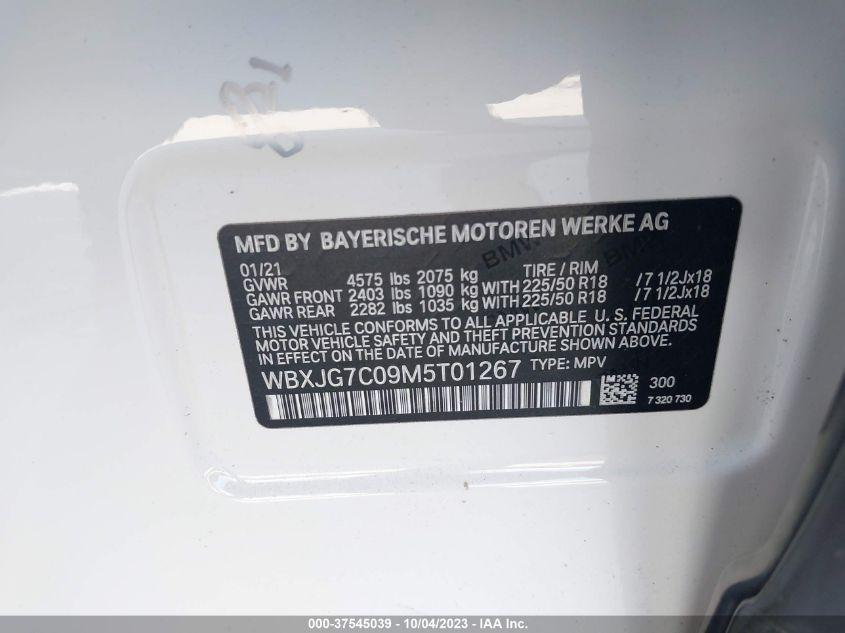 MFD BY BAYERISCHE MOTOREN WERKE AG
01/21
GVWR 4575 lbs 2075 kg TIRE / RIM
GAWR FRONT 2403 lbs 1090 kg WITH 225/50 R18 /7 1/2Jx18
GAWR REAR 2282 lbs 1035 kg WITH 225/50 R18 /7 1/2Jx18
THIS VEHICLE CONFORMS TO ALL APPLICABLE U. S. FEDERAL
MOTOR VEHICLE SAFETY AND THEFT PREVENTION STANDARDS
IN EFFECT ON THE DATE OF MANUFACTURE SHOWN ABOVE.
WBXJG7C09M5T01267 TYPE: MPV
300
7 320 730
000-37545039 - 10/04/2023 - IAA Inc.